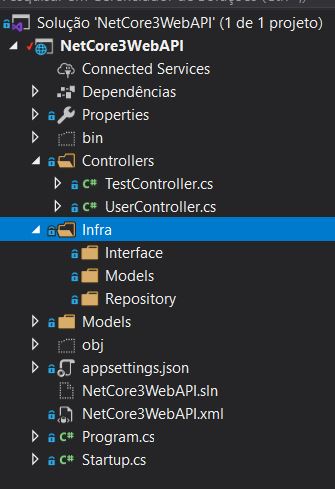 Solução 'NetCore3WebAPI' (1 de 1 projeto)
NetCore3WebAPI
Connected Services
Dependências
Properties
bin
Controllers
C# TestController.cs
C# UserController.cs
Infra
Interface
Models
Repository
Models
obj
appsettings.json
NetCore3WebAPI.sln
NetCore3WebAPI.xml
C# Program.cs
C# Startup.cs